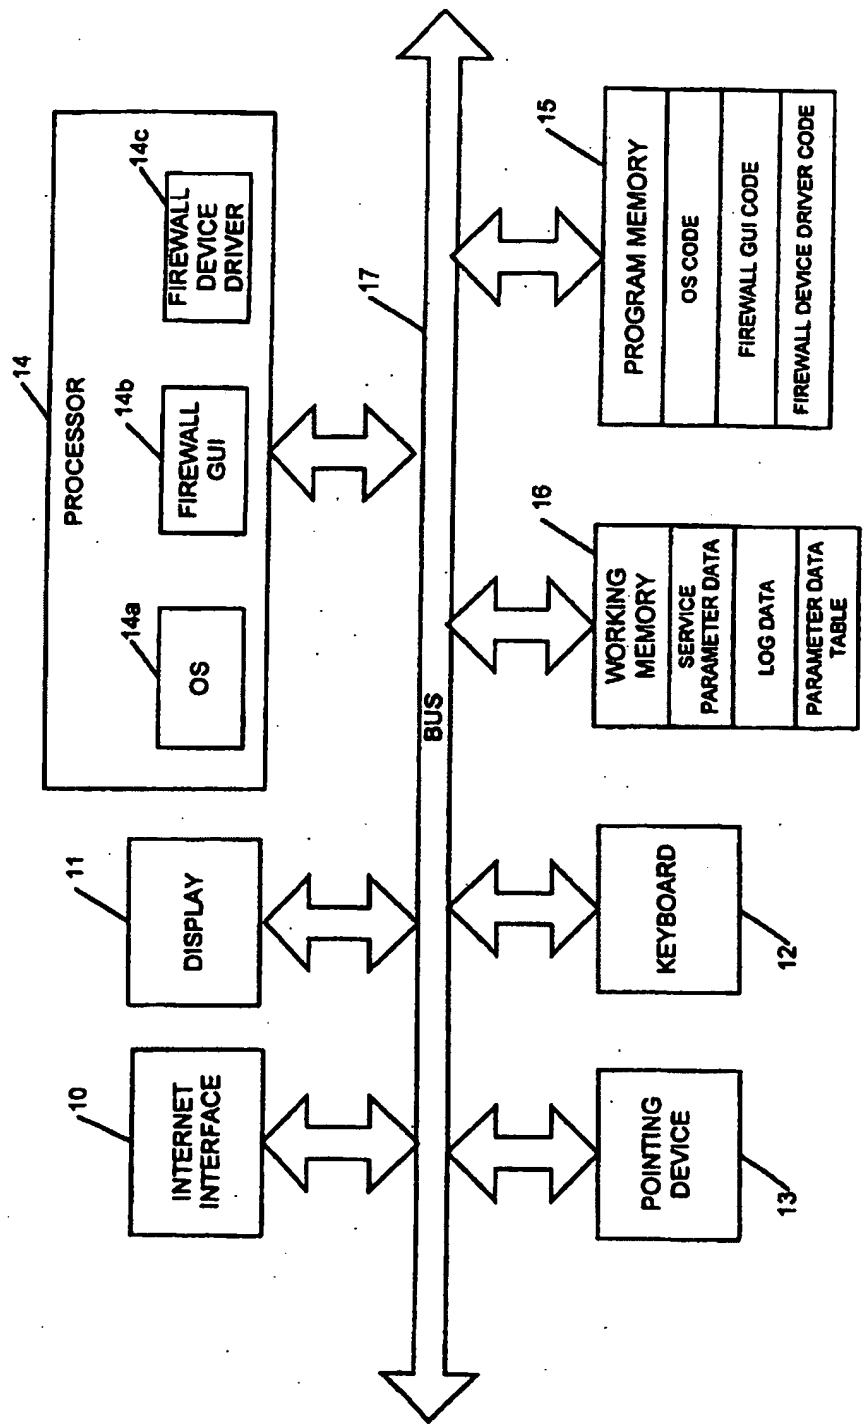 10
INTERNET
INTERFACE
11
DISPLAY
14
PROCESSOR
14a
OS
14b
FIREWALL
GUI
14c
FIREWALL
DEVICE
DRIVER
BUS
17
13
POINTING
DEVICE
12
KEYBOARD
16
WORKING
MEMORY
SERVICE
PARAMETER DATA
LOG DATA
PARAMETER DATA
TABLE
15
PROGRAM MEMORY
OS CODE
FIREWALL GUI CODE
FIREWALL DEVICE DRIVER CODE